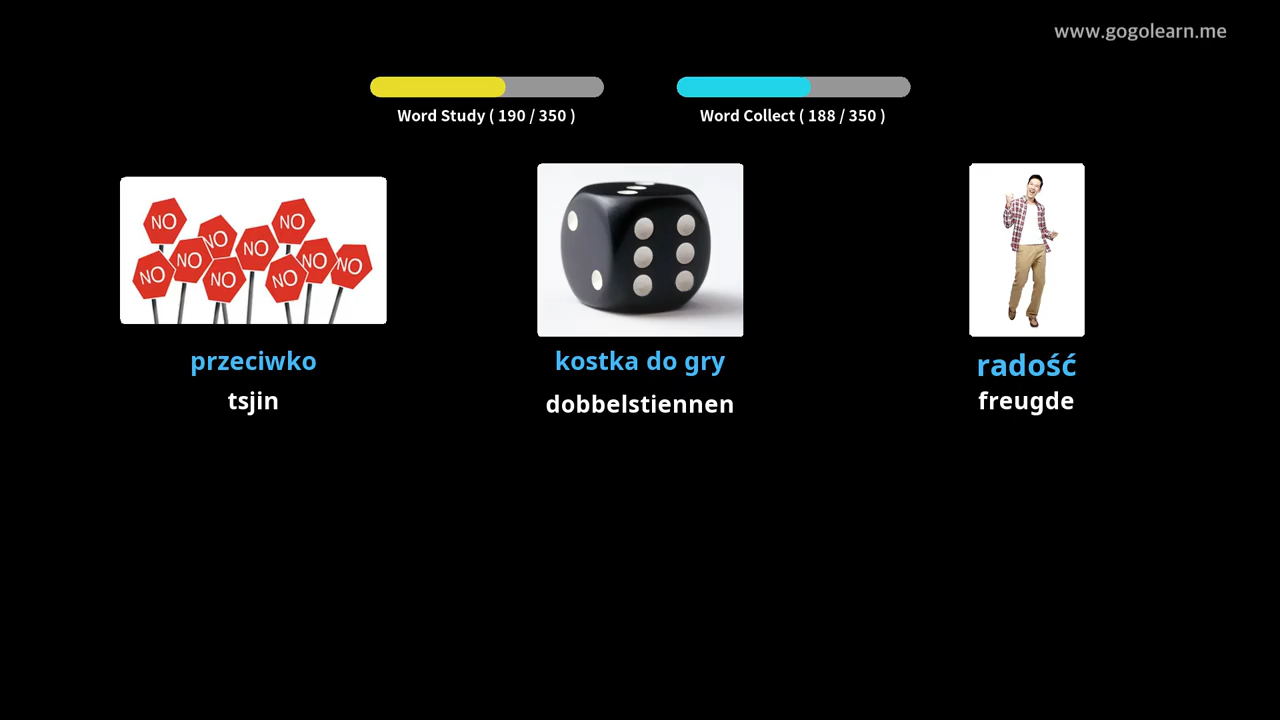 www.gogolearn.me
Word Study ( 190 / 350 )
Word Collect ( 188 / 350 )
NO
NO
NO
NO
NO
NO
NO
NO
NO
przeciwko
kostka do gry
radość
tsjin
dobbelstiennen
freugde